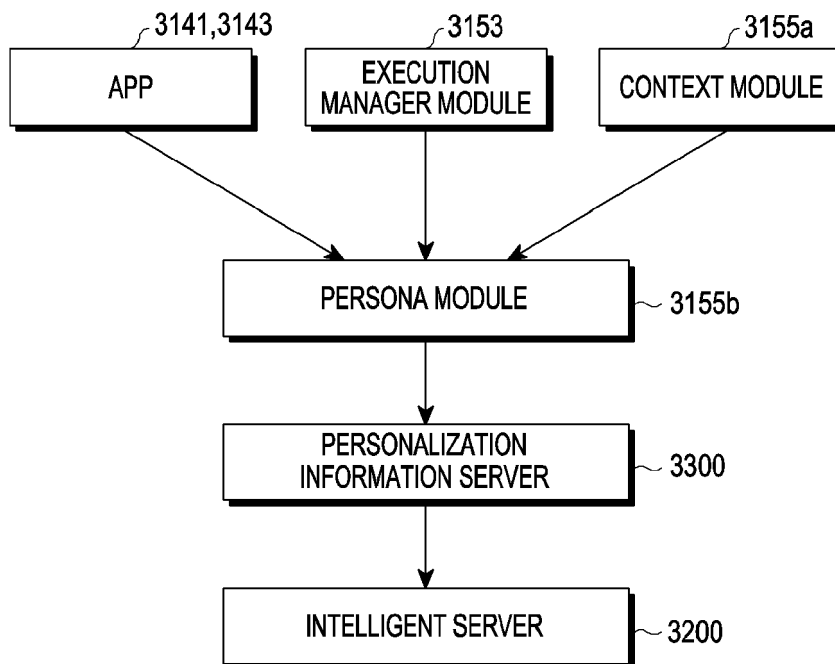 3141,3143
APP
3153
EXECUTION
MANAGER MODULE
3155a
CONTEXT MODULE
PERSONA MODULE
3155b
PERSONALIZATION
INFORMATION SERVER
3300
INTELLIGENT SERVER
3200